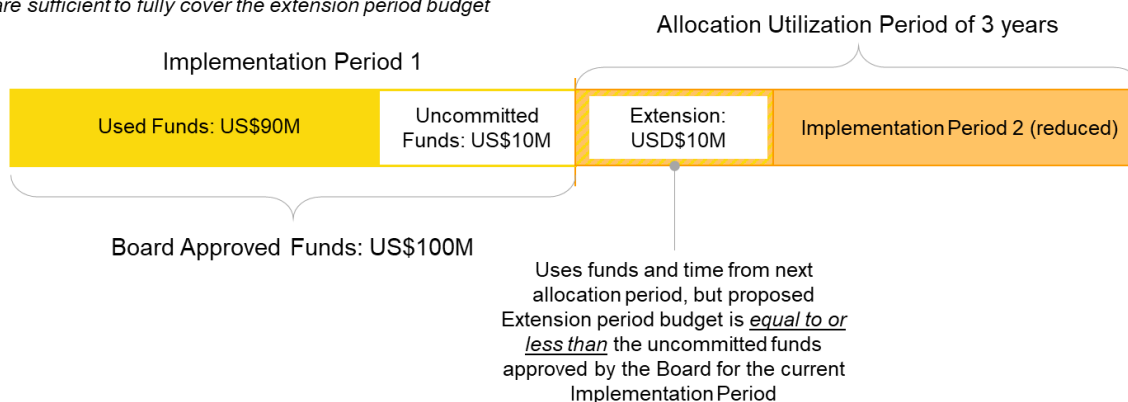 are sufficient to fully cover the extension period budget
Allocation Utilization Period of 3 years
Implementation Period 1
Used Funds: US$90M
Uncommitted
Funds: US$10M
Extension:
USD$10M
Implementation Period 2 (reduced)
Board Approved Funds: US$100M
Uses funds and time from next
allocation period, but proposed
Extension period budget is equal to or
less than the uncommitted funds
approved by the Board for the current
Implementation Period